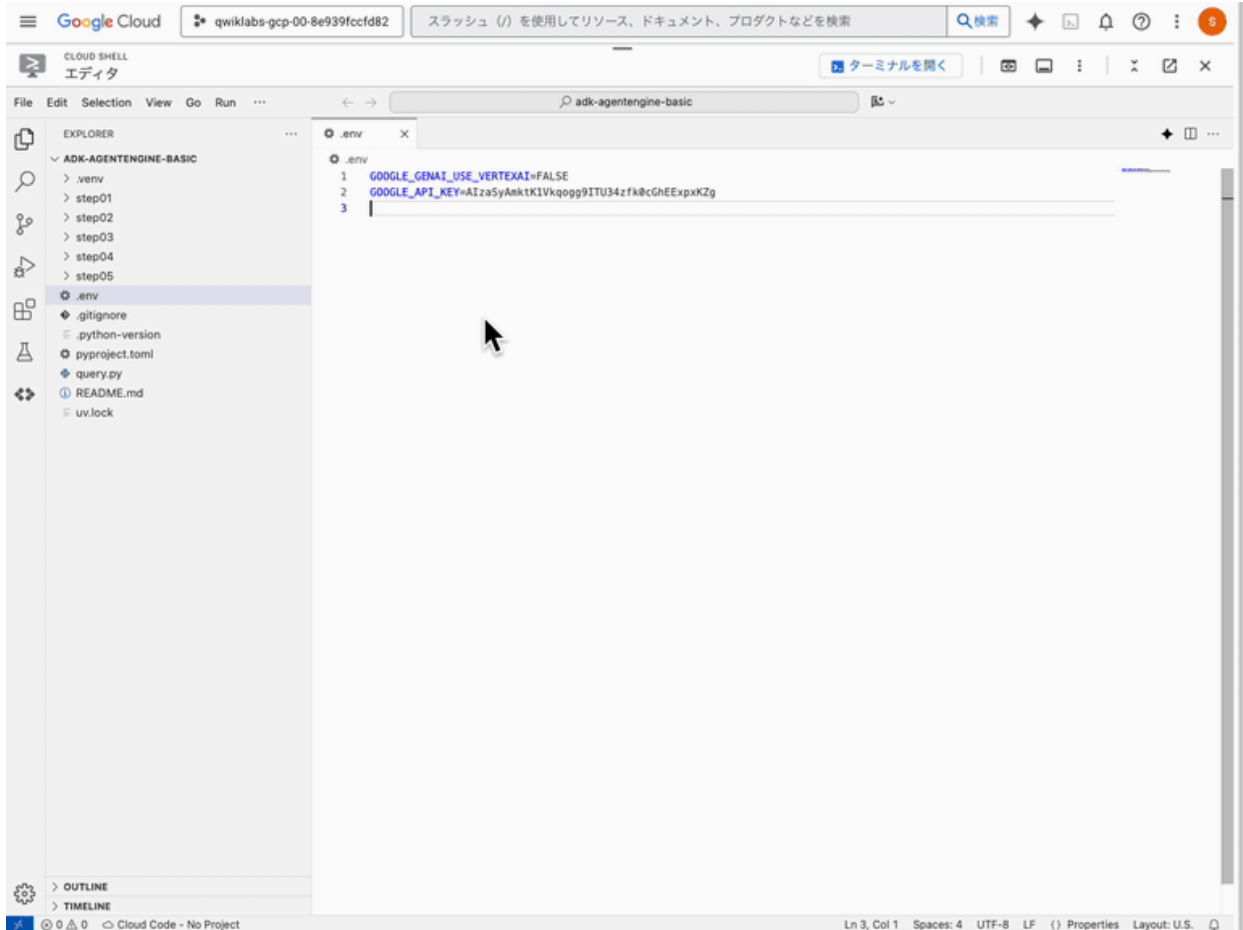 Google Cloud
qwiklabs-gcp-00-8e939fccfd82
スラッシュ（/）を使用してリソース、ドキュメント、プロダクトなどを検索
検索
S
CLOUD SHELL
エディタ
ターミナルを開く
File Edit Selection View Go Run ...
adk-agentengine-basic
EXPLORER
.env
ADK-AGENTENGINE-BASIC
.venv
step01
step02
step03
step04
step05
.env
.gitignore
.python-version
pyproject.toml
query.py
README.md
uv.lock
.env
1 GOOGLE_GENAI_USE_VERTEXAI=FALSE
2 GOOGLE_API_KEY=AIzaSyAmktK1Vkqogg9ITU34zfk0cGhEExpxKZg
3
OUTLINE
TIMELINE
0 0 Cloud Code - No Project
Ln 3, Col 1 Spaces: 4 UTF-8 LF {} Properties Layout: U.S.